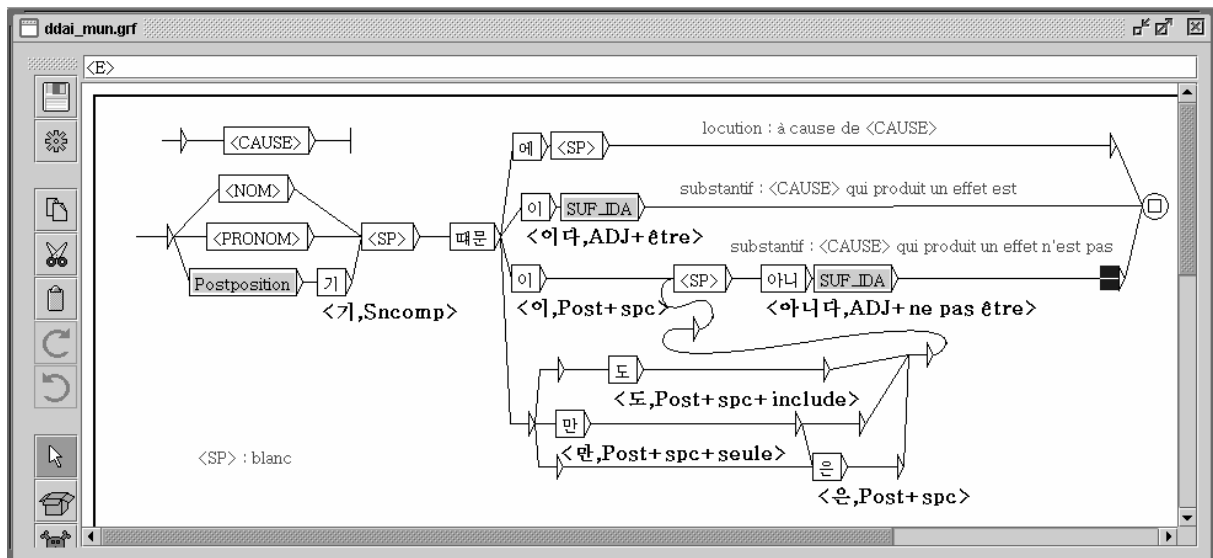 ddai_mun.grf
<E>
locution : à cause de <CAUSE>
<CAUSE>
에 <SP>
<NOM>
substantif : <CAUSE> qui produit un effet est
이 SUF_IDA
<PRONOM> <SP> 때문
<이다,ADJ+être>
substantif : <CAUSE> qui produit un effet n'est pas
Postposition 기
이 <SP> 아니 SUF_IDA
<기,Sncomp>
<이,Post+spc>
<아니다,ADJ+ne pas être>
도
<도,Post+spc+include>
만
<만,Post+spc+seule>
<SP> : blanc
은
<은,Post+spc>